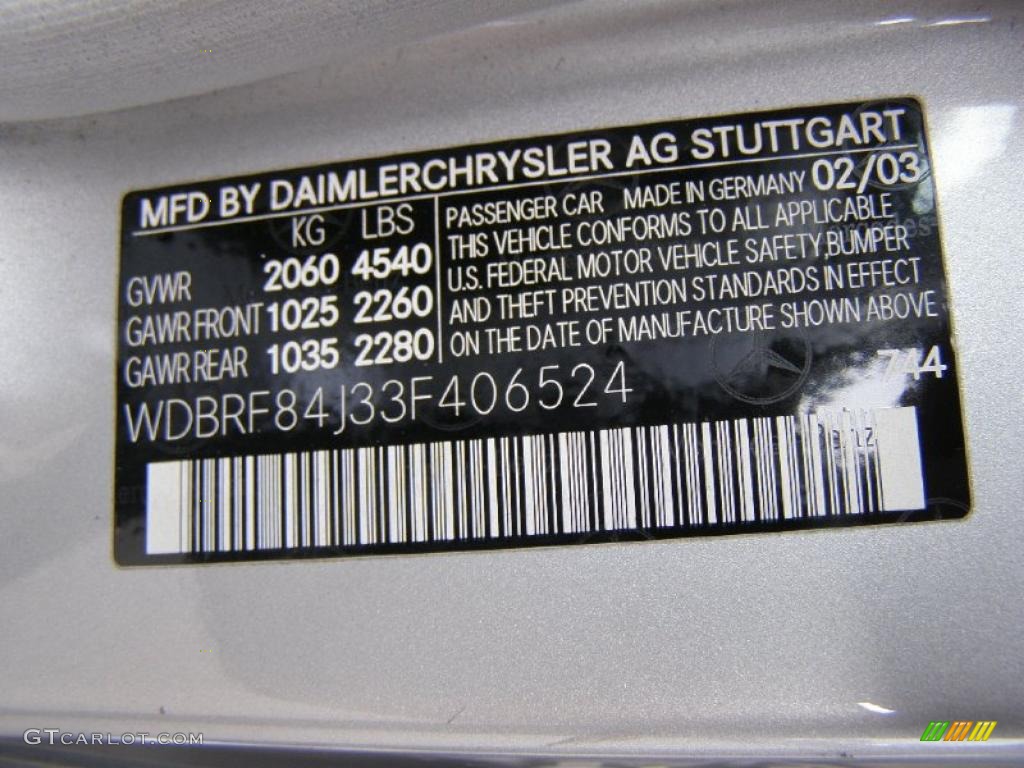 MFD BY DAIMLERCHRYSLER AG STUTTGART
KG LBS
GVWR 2060 4540
GAWR FRONT 1025 2260
GAWR REAR 1035 2280
PASSENGER CAR MADE IN GERMANY 02/03
THIS VEHICLE CONFORMS TO ALL APPLICABLE
U.S. FEDERAL MOTOR VEHICLE SAFETY, BUMPER
AND THEFT PREVENTION STANDARDS IN EFFECT
ON THE DATE OF MANUFACTURE SHOWN ABOVE
744
WDBRF84J33F406524
GTCARLOT.COM